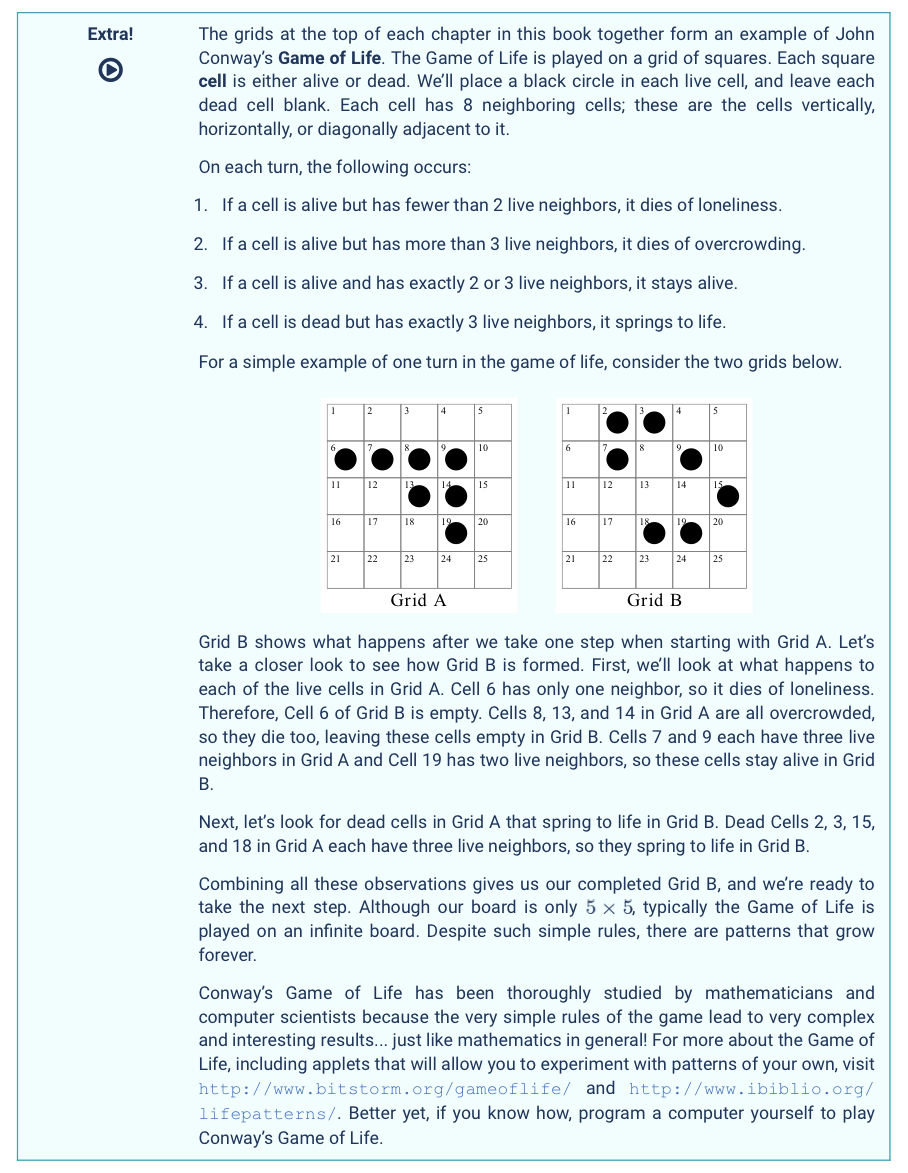 Extra!
The grids at the top of each chapter in this book together form an example of John
Conway's Game of Life. The Game of Life is played on a grid of squares. Each square
cell is either alive or dead. We'll place a black circle in each live cell, and leave each
dead cell blank. Each cell has 8 neighboring cells; these are the cells vertically,
horizontally, or diagonally adjacent to it.
On each turn, the following occurs:
1. If a cell is alive but has fewer than 2 live neighbors, it dies of loneliness.
2. If a cell is alive but has more than 3 live neighbors, it dies of overcrowding.
3. If a cell is alive and has exactly 2 or 3 live neighbors, it stays alive.
4. If a cell is dead but has exactly 3 live neighbors, it springs to life.
For a simple example of one turn in the game of life, consider the two grids below.
1 2 3 4 5
6 7 8 9 10
11 12 13 14 15
16 17 18 19 20
21 22 23 24 25
Grid A
1 2 3 4 5
6 7 8 9 10
11 12 13 14 15
16 17 18 19 20
21 22 23 24 25
Grid B
Grid B shows what happens after we take one step when starting with Grid A. Let's
take a closer look to see how Grid B is formed. First, we'll look at what happens to
each of the live cells in Grid A. Cell 6 has only one neighbor, so it dies of loneliness.
Therefore, Cell 6 of Grid B is empty. Cells 8, 13, and 14 in Grid A are all overcrowded,
so they die too, leaving these cells empty in Grid B. Cells 7 and 9 each have three live
neighbors in Grid A and Cell 19 has two live neighbors, so these cells stay alive in Grid
B.
Next, let's look for dead cells in Grid A that spring to life in Grid B. Dead Cells 2, 3, 15,
and 18 in Grid A each have three live neighbors, so they spring to life in Grid B.
Combining all these observations gives us our completed Grid B, and we're ready to
take the next step. Although our board is only 5 × 5, typically the Game of Life is
played on an infinite board. Despite such simple rules, there are patterns that grow
forever.
Conway's Game of Life has been thoroughly studied by mathematicians and
computer scientists because the very simple rules of the game lead to very complex
and interesting results... just like mathematics in general! For more about the Game of
Life, including applets that will allow you to experiment with patterns of your own, visit
http://www.bitstorm.org/gameoflife/ and http://www.ibiblio.org/
lifepatterns/. Better yet, if you know how, program a computer yourself to play
Conway's Game of Life.